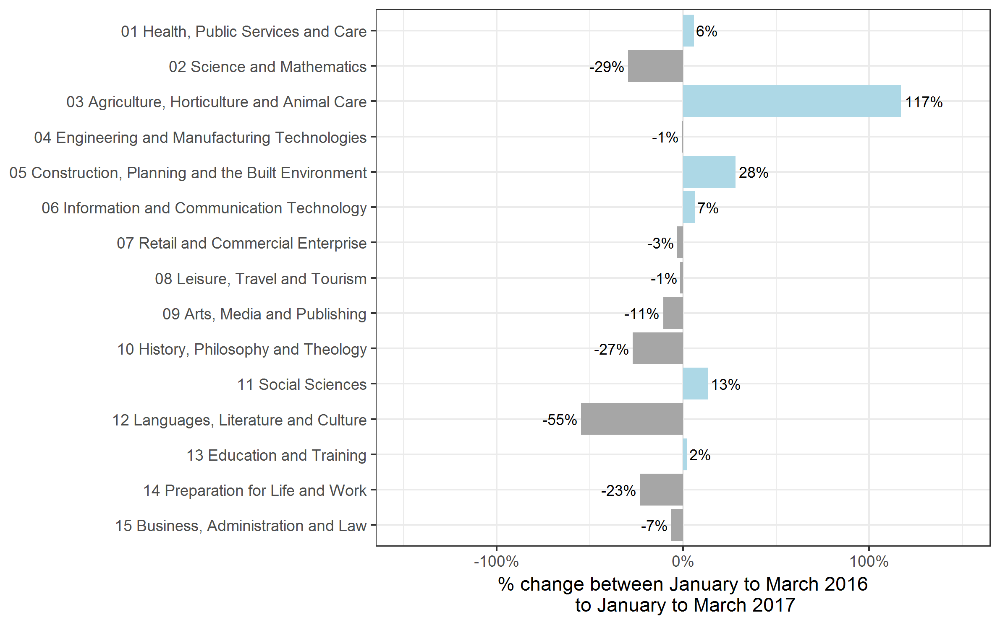 01 Health, Public Services and Care 6%
02 Science and Mathematics -29%
03 Agriculture, Horticulture and Animal Care 117%
04 Engineering and Manufacturing Technologies -1%
05 Construction, Planning and the Built Environment 28%
06 Information and Communication Technology 7%
07 Retail and Commercial Enterprise -3%
08 Leisure, Travel and Tourism -1%
09 Arts, Media and Publishing -11%
10 History, Philosophy and Theology -27%
11 Social Sciences 13%
12 Languages, Literature and Culture -55%
13 Education and Training 2%
14 Preparation for Life and Work -23%
15 Business, Administration and Law -7%
-100% 0% 100%
% change between January to March 2016
to January to March 2017